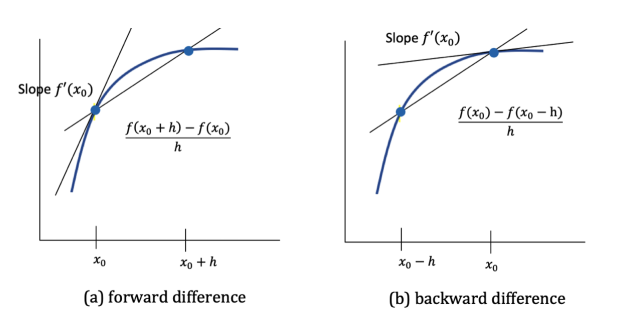 Slope f′(x₀)
f(x₀ + h) − f(x₀)
h
x₀
x₀ + h
(a) forward difference
Slope f′(x₀)
f(x₀) − f(x₀ − h)
h
x₀ − h
x₀
(b) backward difference